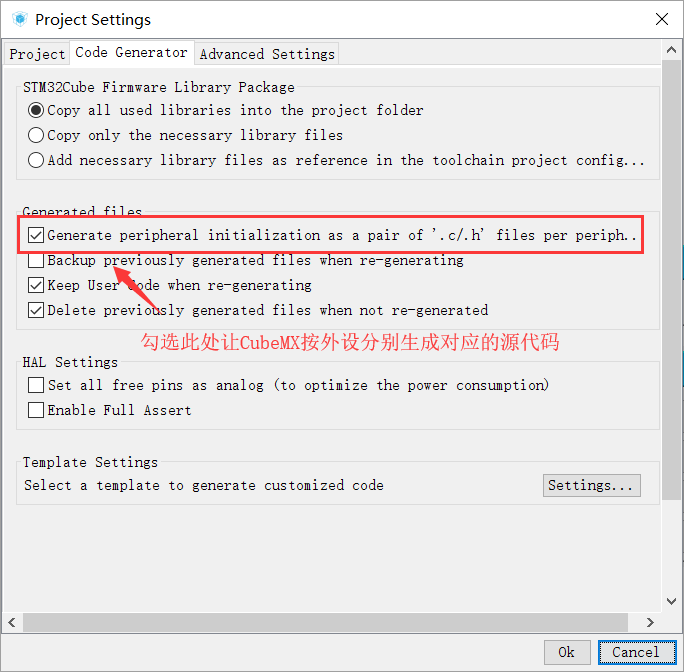 Project Settings
Project Code Generator Advanced Settings
STM32Cube Firmware Library Package
Copy all used libraries into the project folder
Copy only the necessary library files
Add necessary library files as reference in the toolchain project config...
Generated files
Generate peripheral initialization as a pair of '.c/.h' files per periph..
Backup previously generated files when re-generating
Keep User Code when re-generating
Delete previously generated files when not re-generated
勾选此处让CubeMX按外设分别生成对应的源代码
HAL Settings
Set all free pins as analog (to optimize the power consumption)
Enable Full Assert
Template Settings
Select a template to generate customized code Settings...
Ok Cancel